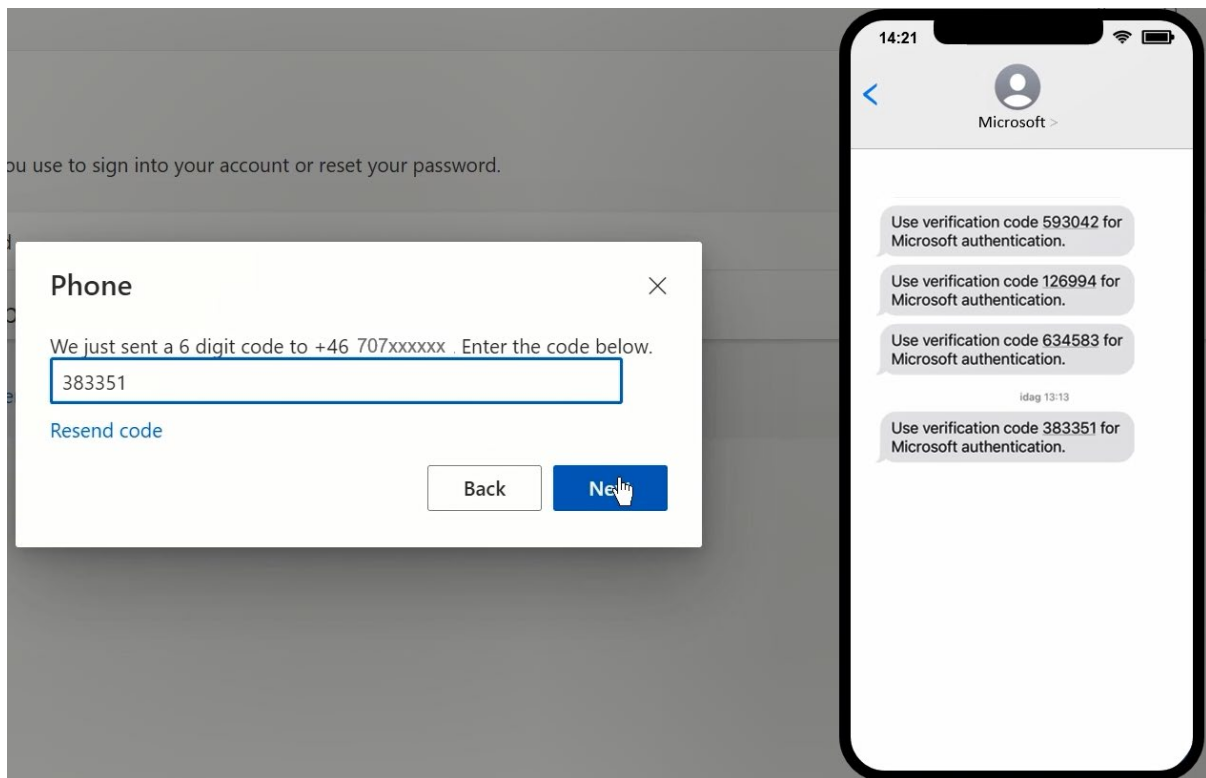 ou use to sign into your account or reset your password.
Phone
We just sent a 6 digit code to +46 707xxxxxx . Enter the code below.
383351
Resend code
Back
14:21
Microsoft >
Use verification code 593042 for
Microsoft authentication.
Use verification code 126994 for
Microsoft authentication.
Use verification code 634583 for
Microsoft authentication.
idag 13:13
Use verification code 383351 for
Microsoft authentication.